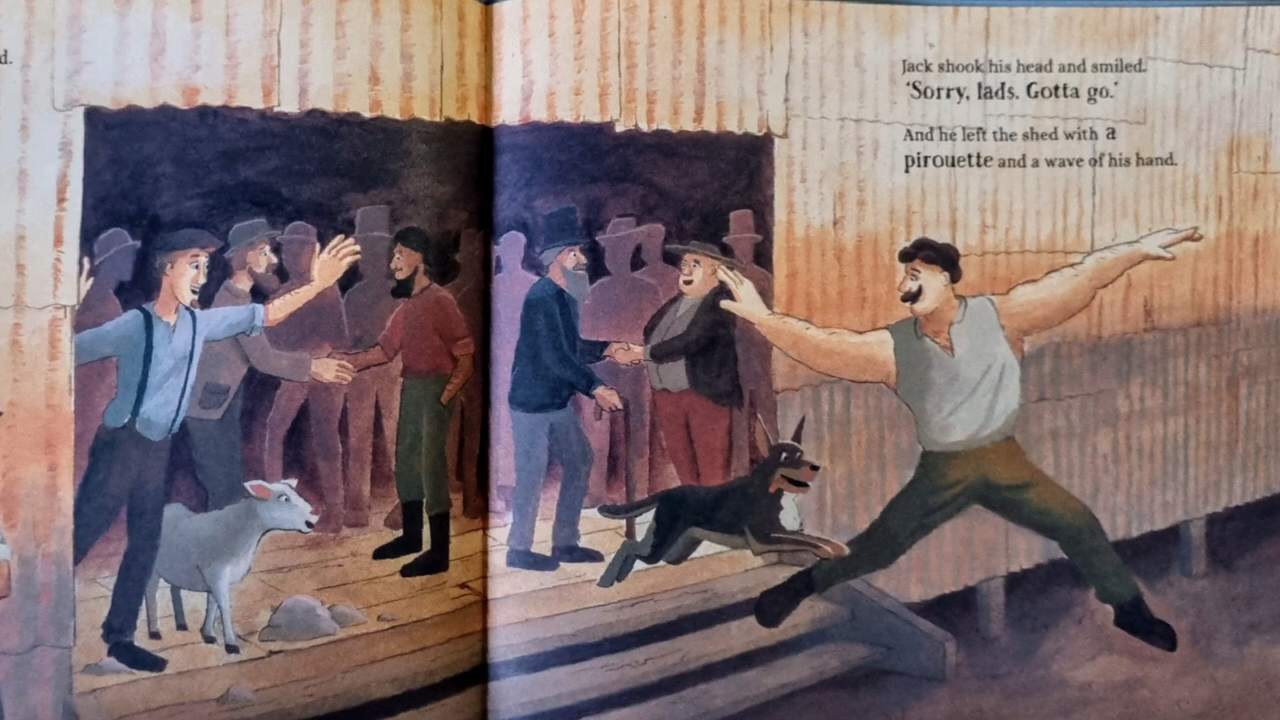 d.
Jack shook his head and smiled.
‘Sorry, lads. Gotta go.’
And he left the shed with a
pirouette and a wave of his hand.